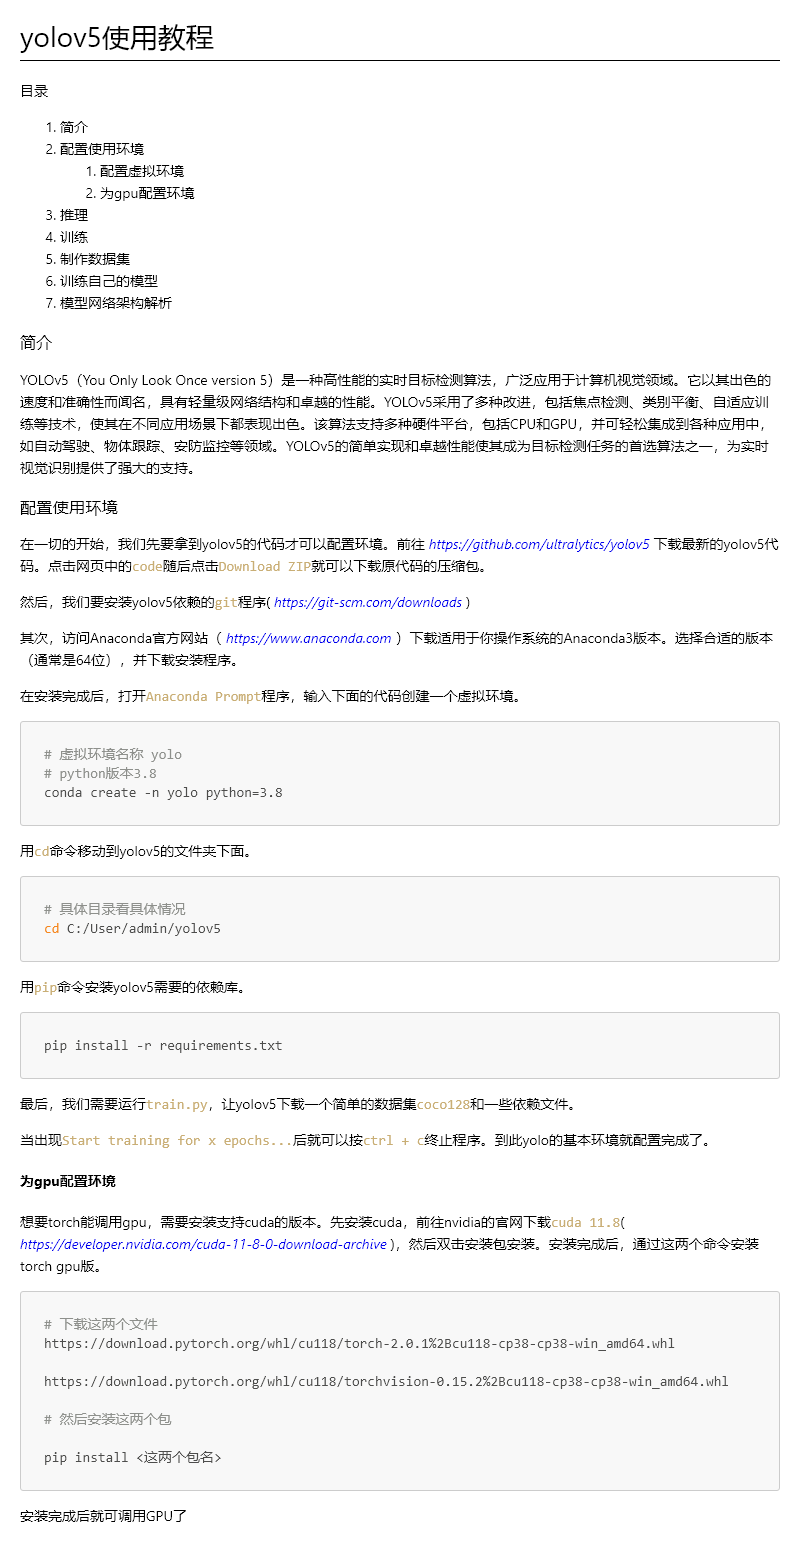 yolov5使用教程
目录
1. 简介
2. 配置使用环境
1. 配置虚拟环境
2. 为gpu配置环境
3. 推理
4. 训练
5. 制作数据集
6. 训练自己的模型
7. 模型网络架构解析
简介
YOLOv5（You Only Look Once version 5）是一种高性能的实时目标检测算法，广泛应用于计算机视觉领域。它以其出色的
速度和准确性而闻名，具有轻量级网络结构和卓越的性能。YOLOv5采用了多种改进，包括焦点检测、类别平衡、自适应训
练等技术，使其在不同应用场景下都表现出色。该算法支持多种硬件平台，包括CPU和GPU，并可轻松集成到各种应用中，
如自动驾驶、物体跟踪、安防监控等领域。YOLOv5的简单实现和卓越性能使其成为目标检测任务的首选算法之一，为实时
视觉识别提供了强大的支持。
配置使用环境
在一切的开始，我们先要拿到yolov5的代码才可以配置环境。前往 https://github.com/ultralytics/yolov5 下载最新的yolov5代
码。点击网页中的code随后点击Download ZIP就可以下载原代码的压缩包。
然后，我们要安装yolov5依赖的git程序( https://git-scm.com/downloads )
其次，访问Anaconda官方网站（ https://www.anaconda.com ）下载适用于你操作系统的Anaconda3版本。选择合适的版本
（通常是64位），并下载安装程序。
在安装完成后，打开Anaconda Prompt程序，输入下面的代码创建一个虚拟环境。
# 虚拟环境名称 yolo
# python版本3.8
conda create -n yolo python=3.8
用cd命令移动到yolov5的文件夹下面。
# 具体目录看具体情况
cd C:/User/admin/yolov5
用pip命令安装yolov5需要的依赖库。
pip install -r requirements.txt
最后，我们需要运行train.py，让yolov5下载一个简单的数据集coco128和一些依赖文件。
当出现Start training for x epochs...后就可以按ctrl + c终止程序。到此yolo的基本环境就配置完成了。
为gpu配置环境
想要torch能调用gpu，需要安装支持cuda的版本。先安装cuda，前往nvidia的官网下载cuda 11.8(
https://developer.nvidia.com/cuda-11-8-0-download-archive )，然后双击安装包安装。安装完成后，通过这两个命令安装
torch gpu版。
# 下载这两个文件
https://download.pytorch.org/whl/cu118/torch-2.0.1%2Bcu118-cp38-cp38-win_amd64.whl
https://download.pytorch.org/whl/cu118/torchvision-0.15.2%2Bcu118-cp38-cp38-win_amd64.whl
# 然后安装这两个包
pip install <这两个包名>
安装完成后就可调用GPU了